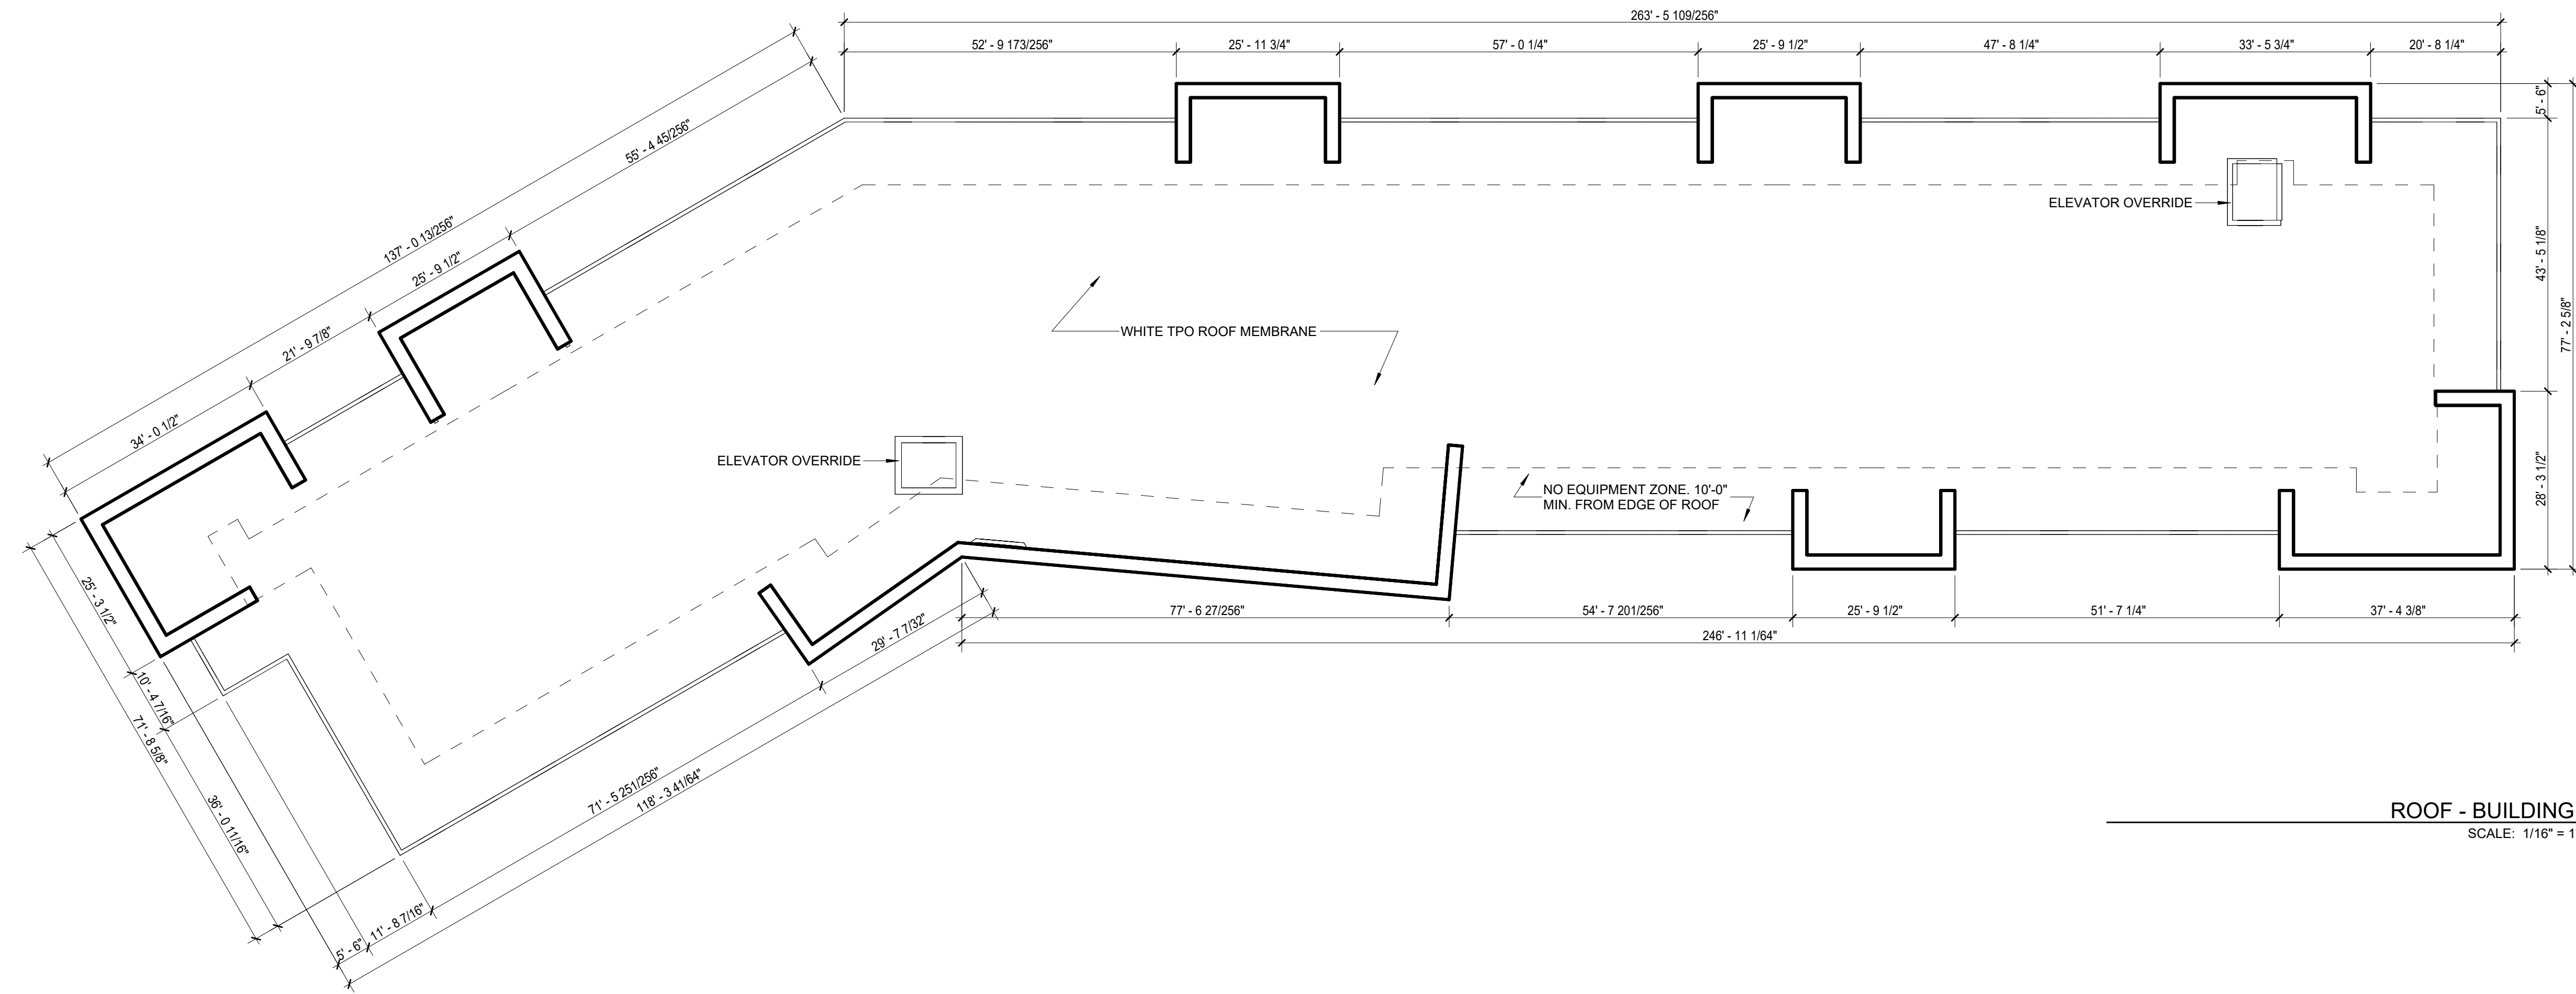 263' - 5 109/256"
52' - 9 173/256"
25' - 11 3/4"
57' - 0 1/4"
25' - 9 1/2"
47' - 8 1/4"
33' - 5 3/4"
20' - 8 1/4"
5' - 6"
43' - 5 1/8"
77' - 2 5/8"
28' - 3 1/2"
55' - 4 45/256"
137' - 0 13/256"
25' - 9 1/2"
21' - 9 7/8"
34' - 0 1/2"
ELEVATOR OVERRIDE
WHITE TPO ROOF MEMBRANE
ELEVATOR OVERRIDE
NO EQUIPMENT ZONE. 10'-0"
MIN. FROM EDGE OF ROOF
25' - 3 1/2"
10' - 4 7/16"
71' - 8 5/8"
36' - 0 11/16"
5' - 6"
11' - 8 7/16"
71' - 5 251/256"
118' - 3 41/64"
29' - 7 7/32"
77' - 6 27/256"
54' - 7 201/256"
25' - 9 1/2"
51' - 7 1/4"
37' - 4 3/8"
246' - 11 1/64"
ROOF - BUILDING
SCALE: 1/16" = 1